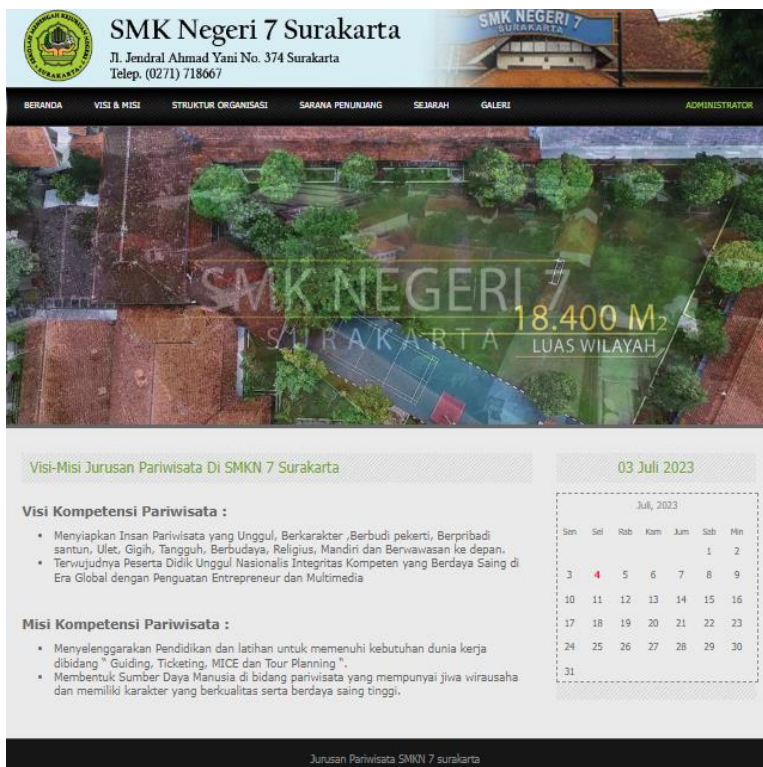 SMK Negeri 7 Surakarta
Jl. Jendral Ahmad Yani No. 374 Surakarta
Telep. (0271) 718667
SMK NEGERI 7
SURAKARTA
BERANDA VISI & MISI STRUKTUR ORGANISASI SARANA PENUNJANG SEJARAH GALERI ADMINISTRATOR
SMK NEGERI 7
SURAKARTA
18.400 M2
LUAS WILAYAH
Visi-Misi Jurusan Pariwisata Di SMKN 7 Surakarta
Visi Kompetensi Pariwisata :
Menyiapkan Insan Pariwisata yang Unggul, Berkarakter ,Berbudi pekerti, Berpribadi
santun, Ulet, Gigih, Tangguh, Berbudaya, Religius, Mandiri dan Berwawasan ke depan.
Terwujudnya Peserta Didik Unggul Nasionalis Integritas Kompeten yang Berdaya Saing di
Era Global dengan Penguatan Entrepreneur dan Multimedia
Misi Kompetensi Pariwisata :
Menyelenggarakan Pendidikan dan latihan untuk memenuhi kebutuhan dunia kerja
dibidang " Guiding, Ticketing, MICE dan Tour Planning ".
Membentuk Sumber Daya Manusia di bidang pariwisata yang mempunyai jiwa wirausaha
dan memiliki karakter yang berkualitas serta berdaya saing tinggi.
03 Juli 2023
Juli, 2023
Sen Sel Rab Kam Jum Sab Min
1 2
3 4 5 6 7 8 9
10 11 12 13 14 15 16
17 18 19 20 21 22 23
24 25 26 27 28 29 30
31
Jurusan Pariwisata SMKN 7 surakarta